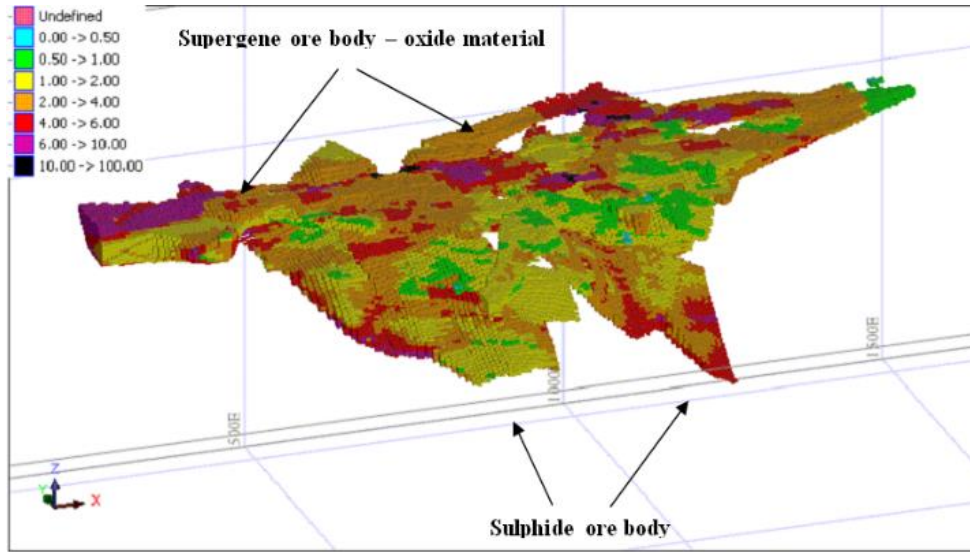 Undefined
0.00 -> 0.50
0.50 -> 1.00
1.00 -> 2.00
2.00 -> 4.00
4.00 -> 6.00
6.00 -> 10.00
10.00 -> 100.00
Supergene ore body – oxide material
500E
1500E
Z
Y
X
Sulphide ore body